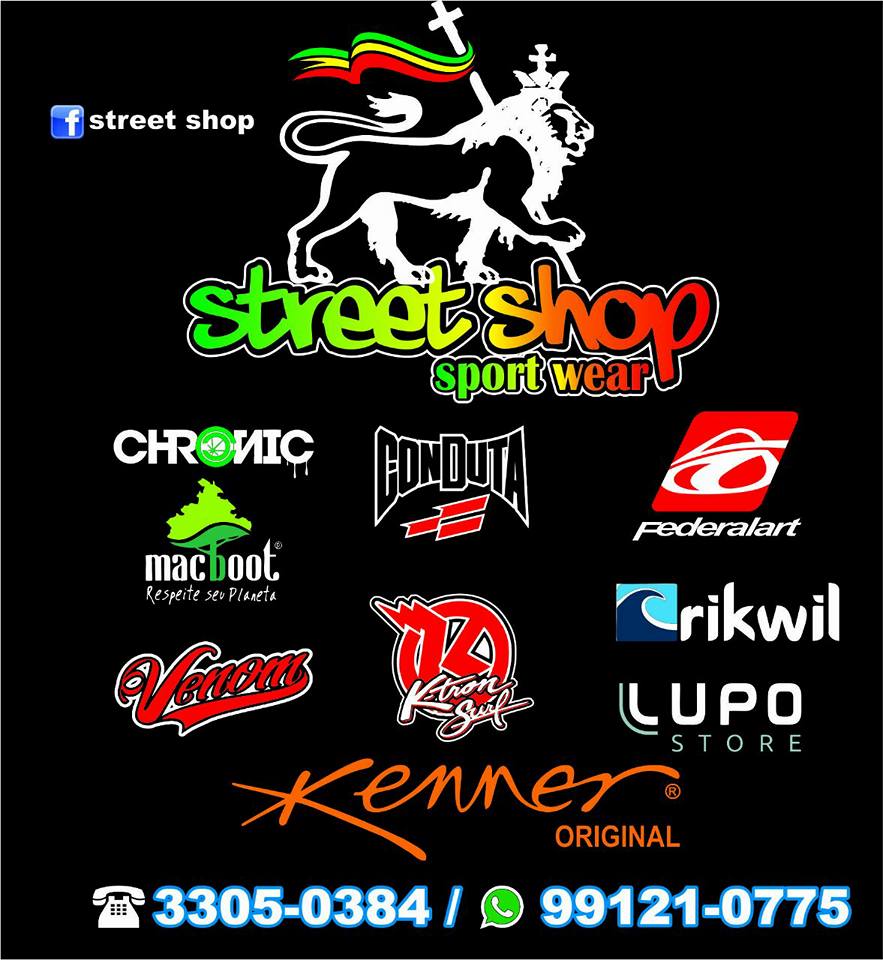 street shop
street shop
sport wear
CHRONIC
CONDUTA
Federalart
macboot®
Respeite seu Planeta
rikwil
Venom
K-tron
Surf
LUPO
STORE
Kenner®
ORIGINAL
3305-0384 / 99121-0775